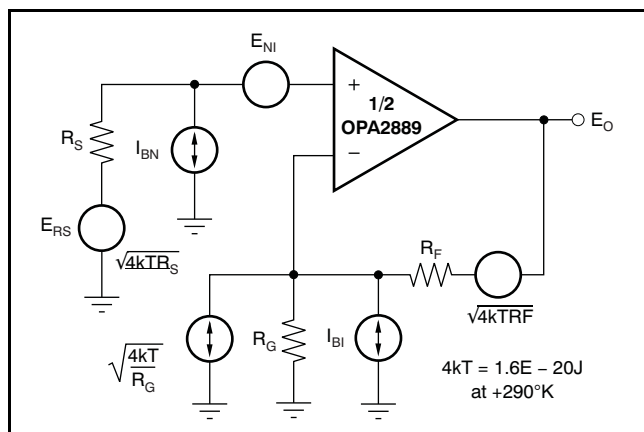 E_NI
+
1/2
OPA2889
−
E_O
R_S
I_BN
E_RS
√4kTR_S
R_F
√4kTRF
√4kT/R_G
R_G
I_BI
4kT = 1.6E − 20J
at +290°K